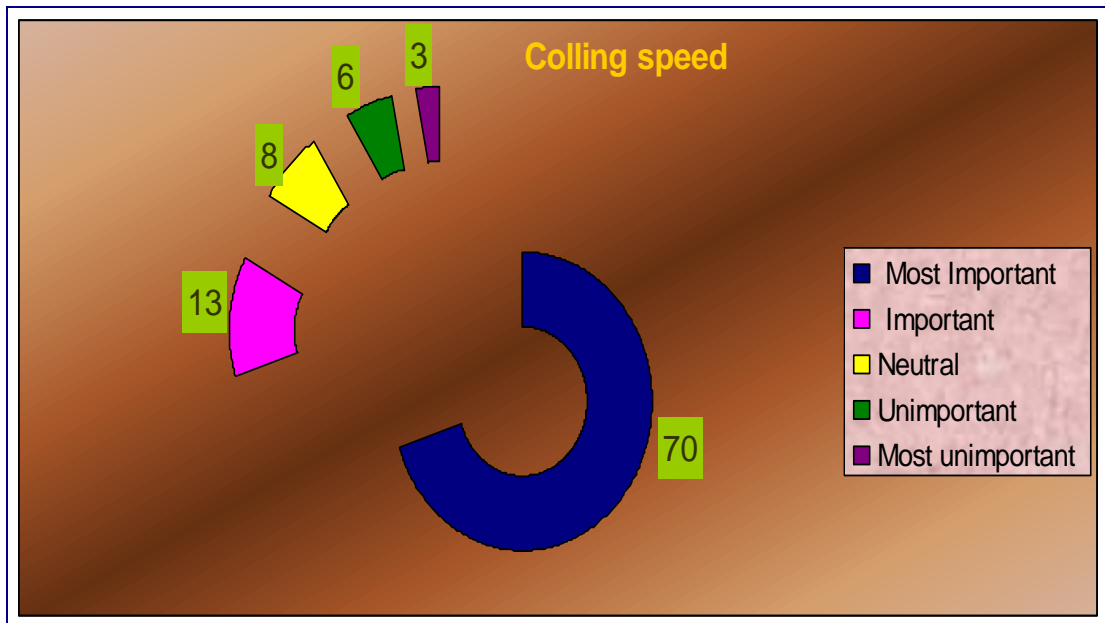 Colling speed
3
6
8
13
70
Most Important
Important
Neutral
Unimportant
Most unimportant